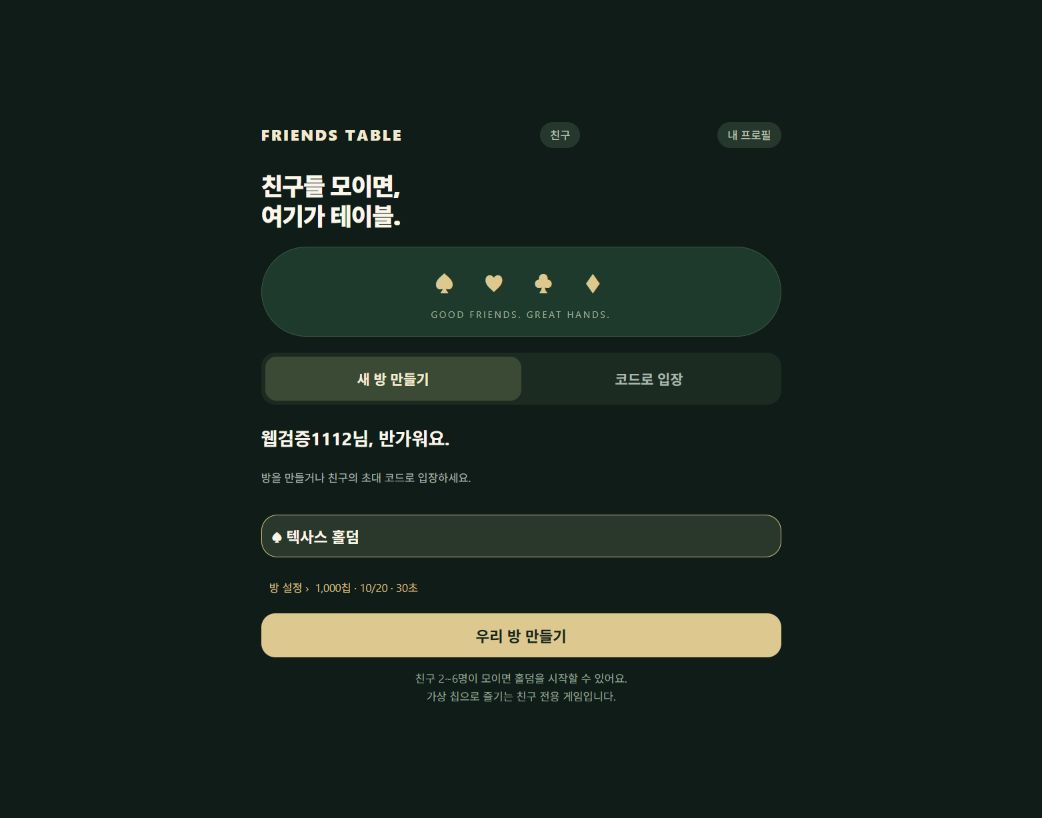 FRIENDS TABLE
친구
내 프로필
친구들 모이면,
여기가 테이블.
♠ ♥ ♣ ♦
GOOD FRIENDS. GREAT HANDS.
새 방 만들기
코드로 입장
웹검증1112님, 반가워요.
방을 만들거나 친구의 초대 코드로 입장하세요.
♠ 텍사스 홀덤
방 설정 › 1,000칩 · 10/20 · 30초
우리 방 만들기
친구 2~6명이 모이면 홀덤을 시작할 수 있어요.
가상 칩으로 즐기는 친구 전용 게임입니다.